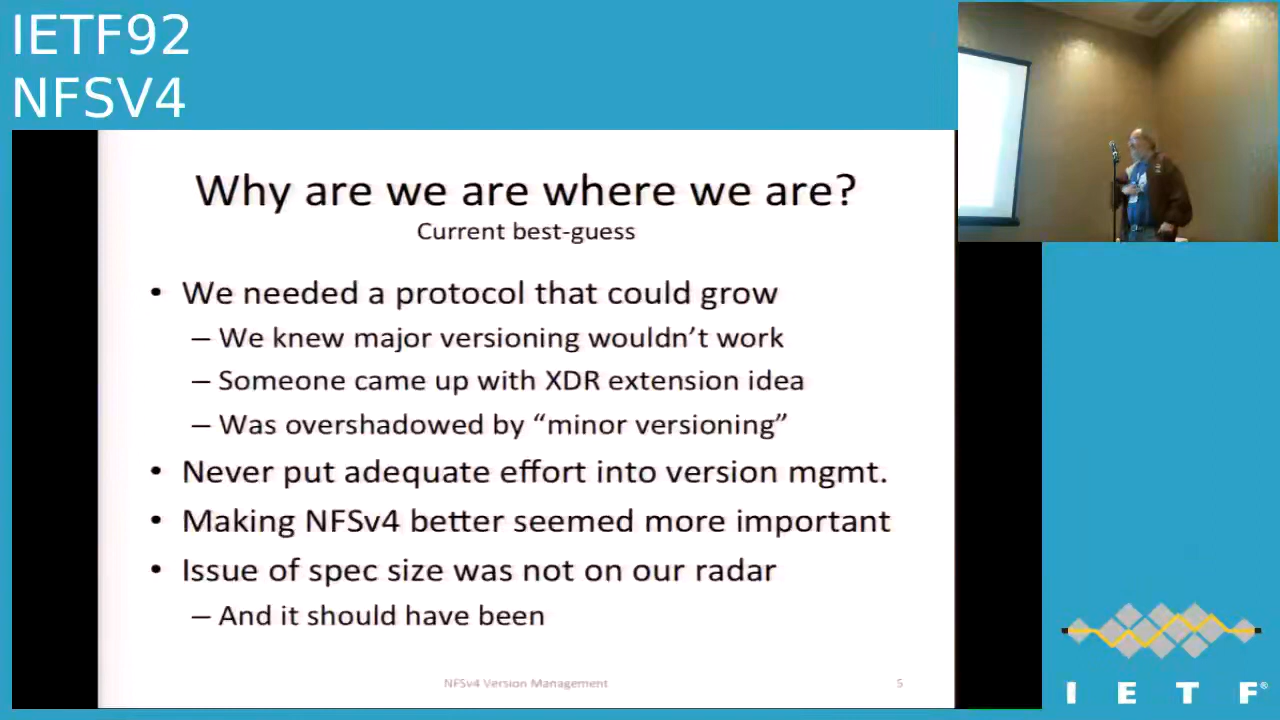 IETF92
NFSV4
Why are we are where we are?
Current best-guess
• We needed a protocol that could grow
– We knew major versioning wouldn’t work
– Someone came up with XDR extension idea
– Was overshadowed by “minor versioning”
• Never put adequate effort into version mgmt.
• Making NFSv4 better seemed more important
• Issue of spec size was not on our radar
– And it should have been
NFSv4 Version Management
5
I E T F®